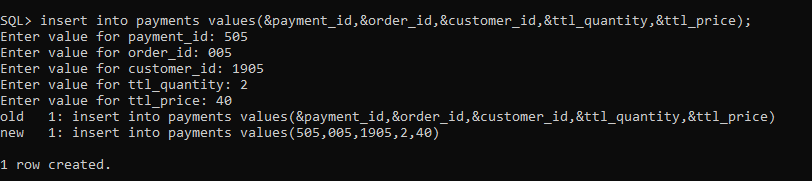 SQL> insert into payments values(&payment_id,&order_id,&customer_id,&ttl_quantity,&ttl_price);
Enter value for payment_id: 505
Enter value for order_id: 005
Enter value for customer_id: 1905
Enter value for ttl_quantity: 2
Enter value for ttl_price: 40
old   1: insert into payments values(&payment_id,&order_id,&customer_id,&ttl_quantity,&ttl_price)
new   1: insert into payments values(505,005,1905,2,40)
1 row created.